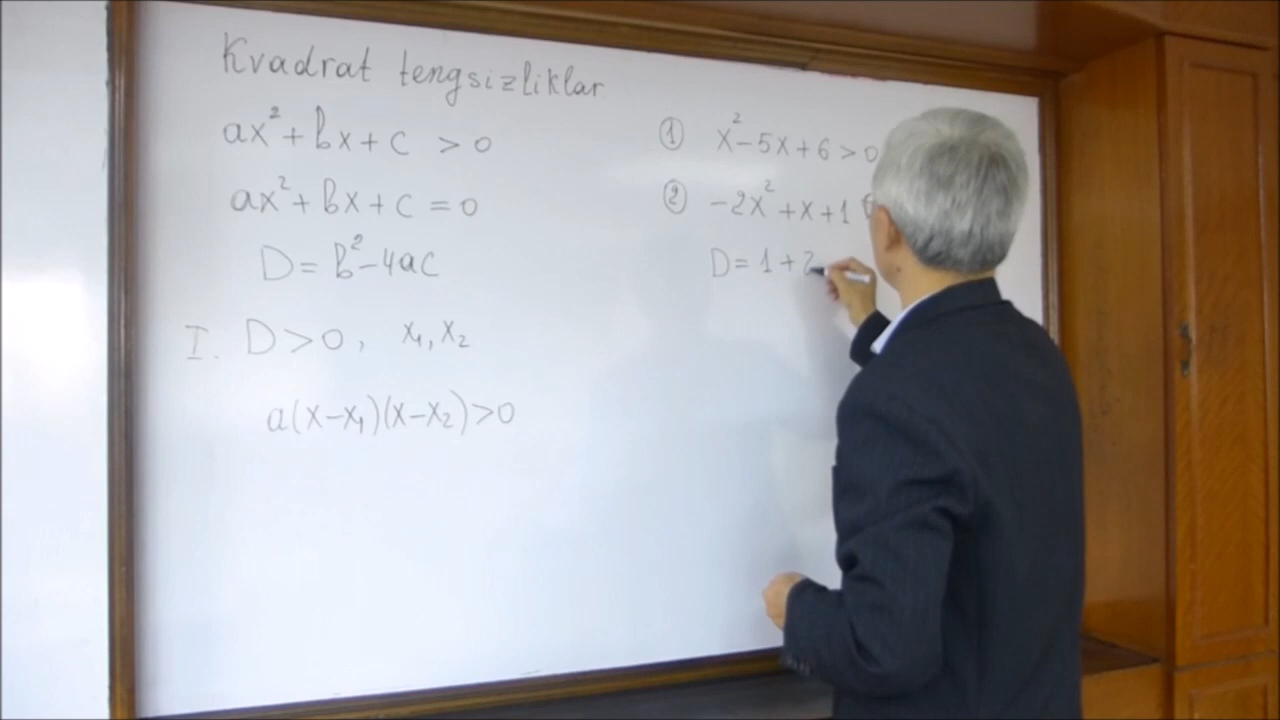 Kvadrat tengsizliklar
ax²+bx+c >0
ax²+bx+c =0
D=b²-4ac
I. D>0, x₁,x₂
a(x-x₁)(x-x₂)>0
① x²-5x+6>0
② -2x²+x+1
D=1+2